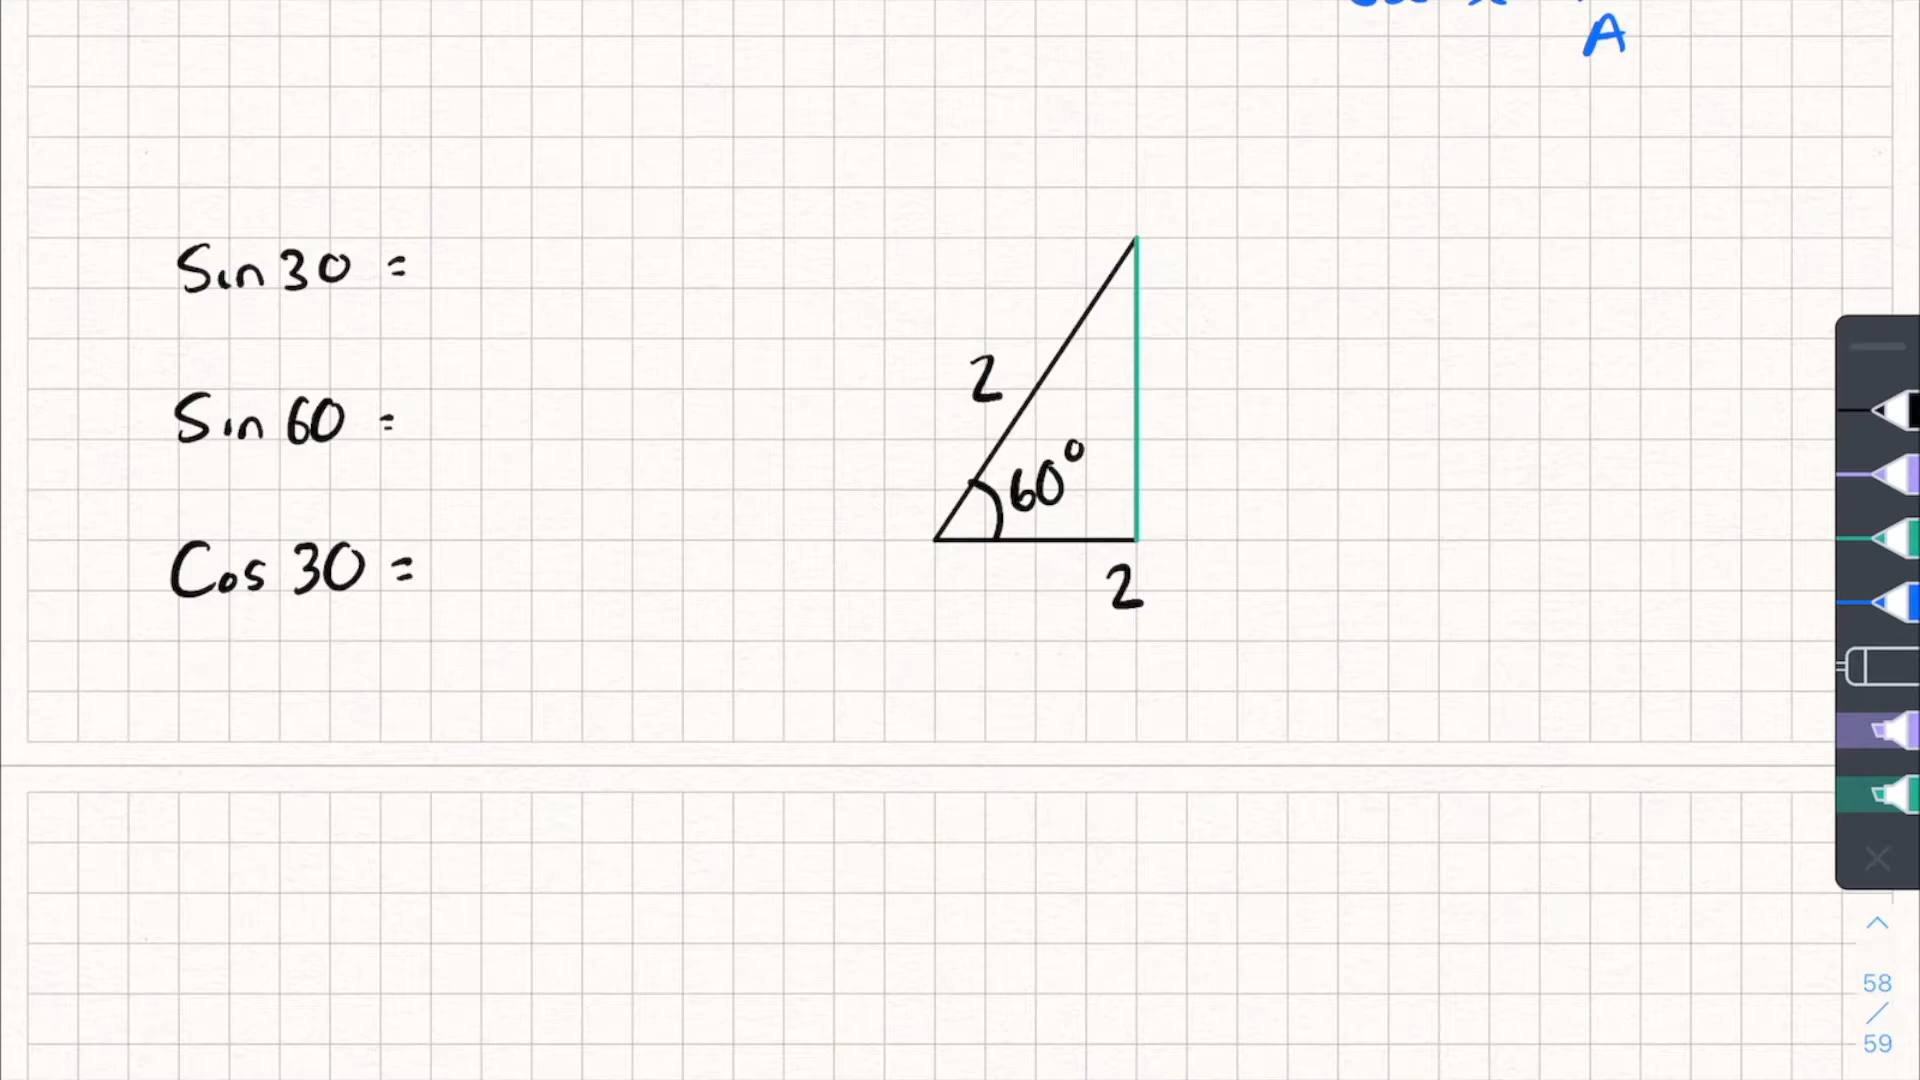 A
Sin 30 =
2
Sin 60 =
60°
Cos 30 =
2
58
/
59